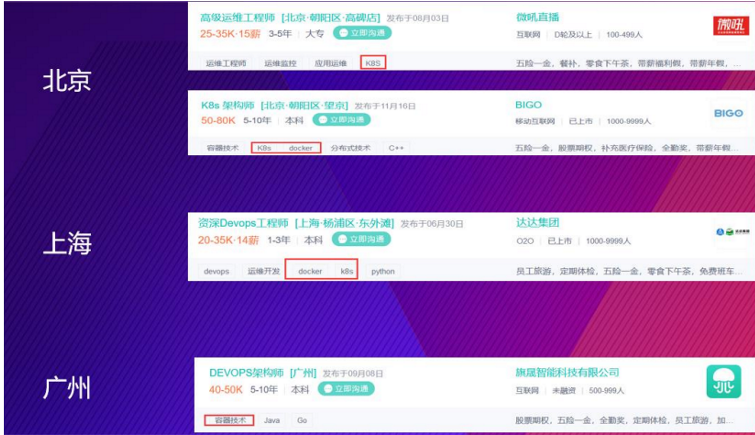 北京
高级运维工程师 [北京·朝阳区·高碑店] 发布于08月03日
25-35K·15薪 3-5年 大专 立即沟通
运维工程师 运维监控 应用运维 K8S
微吼直播
互联网 D轮及以上 100-499人
微吼
五险一金，餐补，零食下午茶，带薪福利假，带薪年假，...
K8s 架构师 [北京·朝阳区·望京] 发布于11月10日
50-80K 5-10年 本科 立即沟通
容器技术 K8s docker 分布式技术 C++
BIGO
移动互联网 已上市 1000-9999人
BIGO
五险一金，股票期权，补充医疗保险，全勤奖，带薪年假...
上海
资深Devops工程师 [上海·杨浦区·东外滩] 发布于06月30日
20-35K·14薪 1-3年 本科 立即沟通
devops 运维开发 docker k8s python
达达集团
O2O 已上市 1000-9999人
员工旅游，定期体检，五险一金，零食下午茶，免费班车...
广州
DEVOPS架构师 [广州] 发布于09月08日
40-50K 5-10年 本科 立即沟通
容器技术 Java Go
旗晟智能科技有限公司
互联网 未融资 500-999人
股票期权，五险一金，全勤奖，定期体检，员工旅游，加...